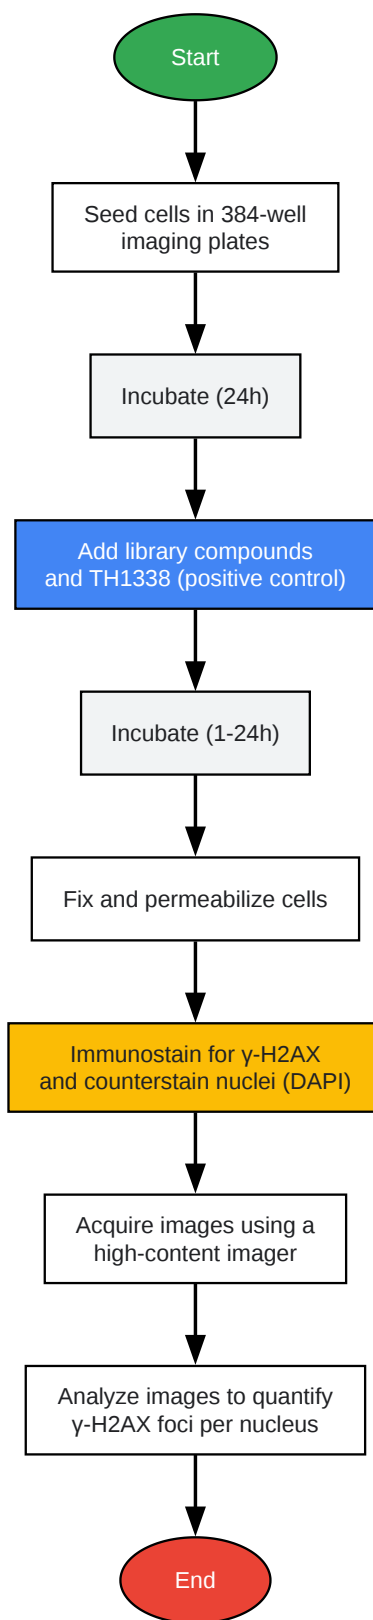 Start
Seed cells in 384-well
imaging plates
Incubate (24h)
Add library compounds
and TH1338 (positive control)
Incubate (1-24h)
Fix and permeabilize cells
Immunostain for γ-H2AX
and counterstain nuclei (DAPI)
Acquire images using a
high-content imager
Analyze images to quantify
γ-H2AX foci per nucleus
End